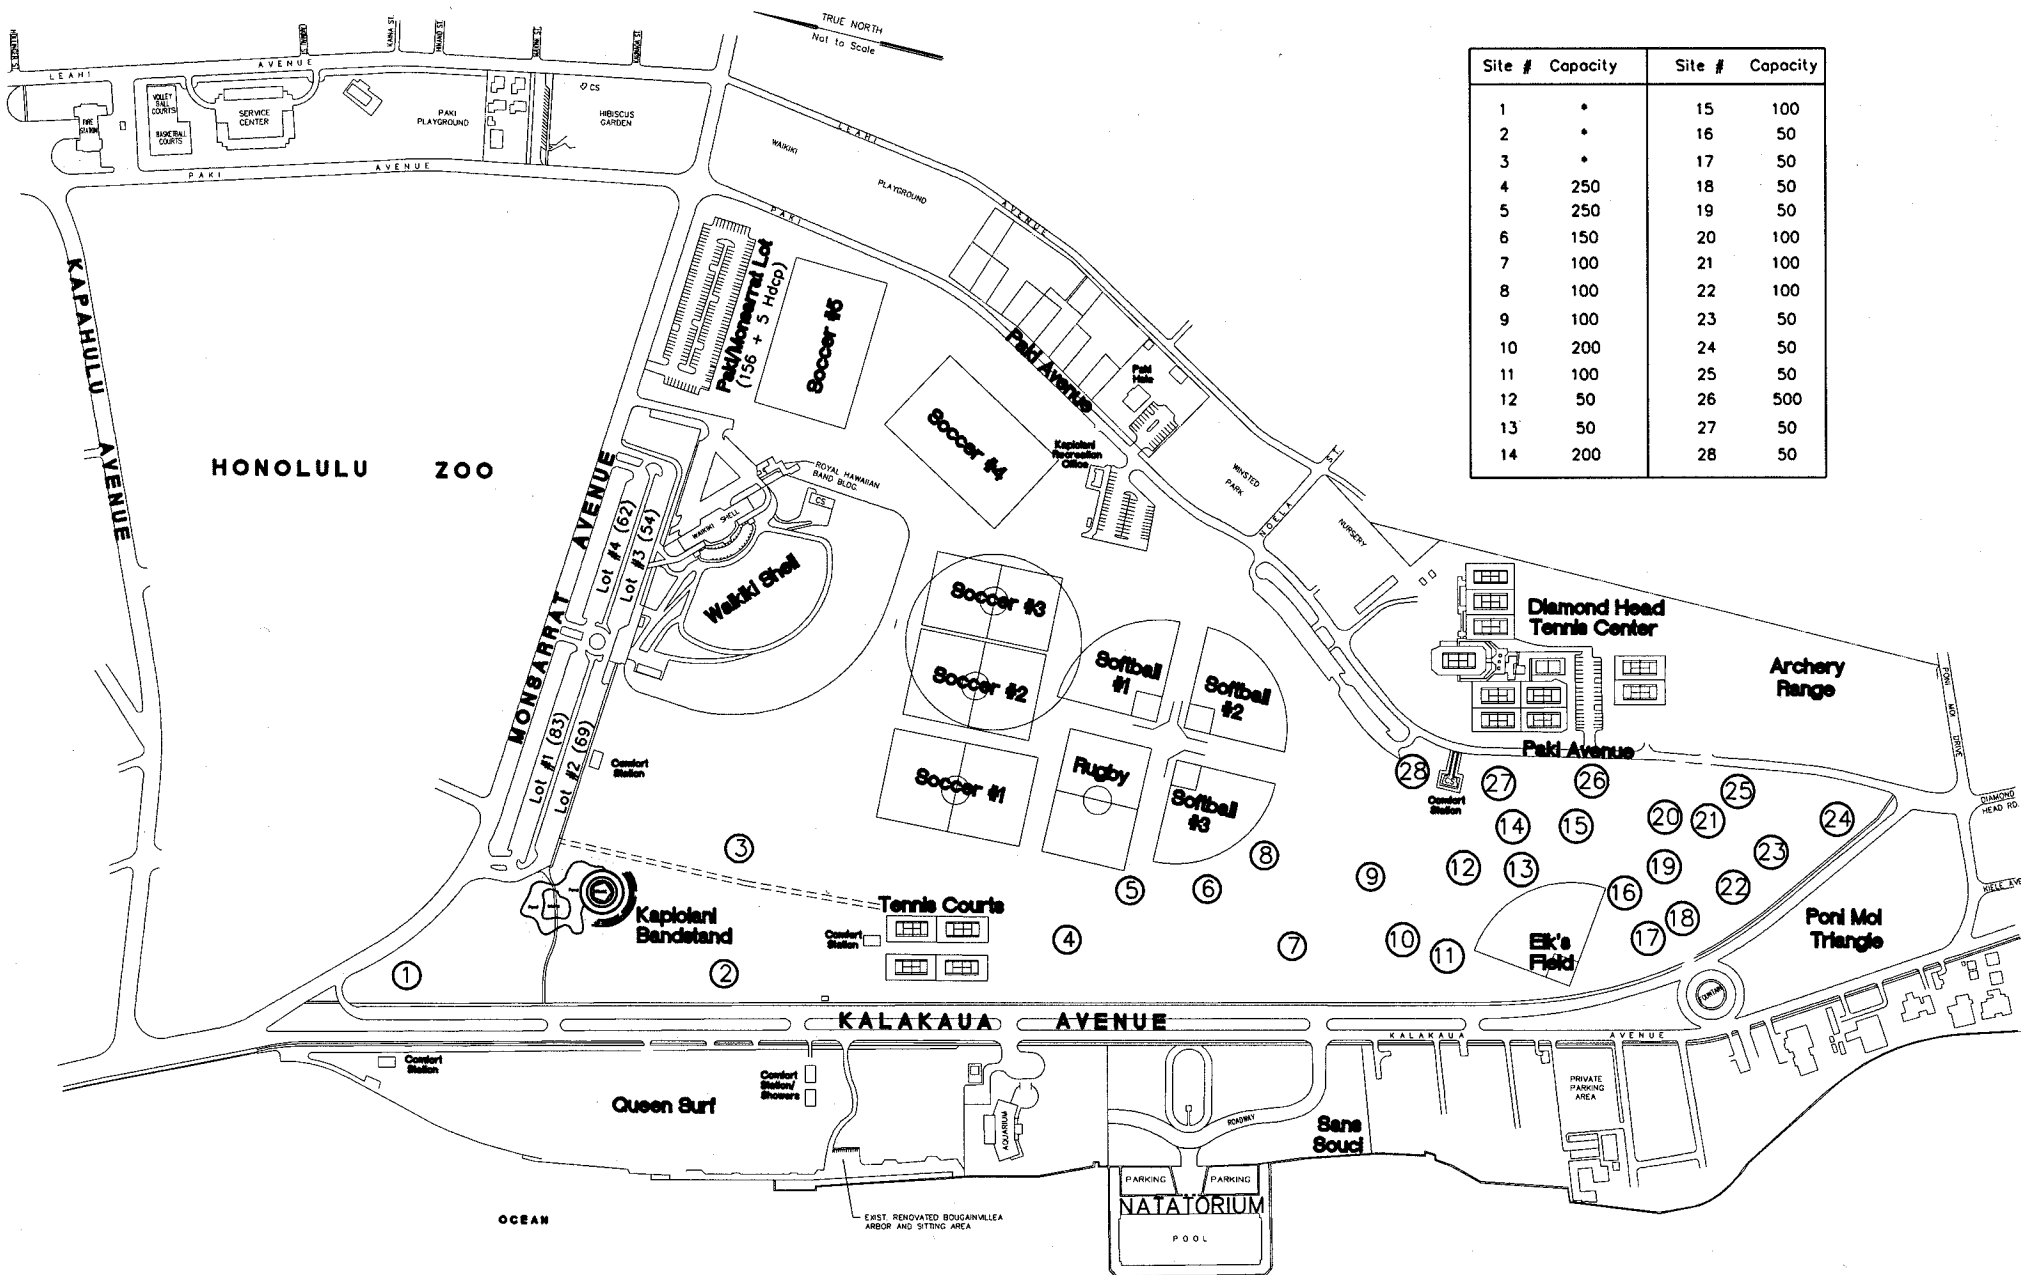 TRUE NORTH
Not to Scale
Site # Capacity Site # Capacity
1 * 15 100
2 * 16 50
3 * 17 50
4 250 18 50
5 250 19 50
6 150 20 100
7 100 21 100
8 100 22 100
9 100 23 50
10 200 24 50
11 100 25 50
12 50 26 500
13 50 27 50
14 200 28 50
LEAHI AVENUE
FIRE
STATION
VOLLEY
BALL
COURTS
BASKETBALL
COURTS
SERVICE
CENTER
PAKI
PLAYGROUND
CS
HIBISCUS
GARDEN
PAKI AVENUE
WAIKIKI
PLAYGROUND
LEAHI AVENUE
PAKI
KAPAHULU AVENUE
HONOLULU ZOO
MONSARRAT AVENUE
Paki/Monsarrat Lot
(156 + 5 Hdcp)
Soccer #5
Soccer #4
Paki Avenue
Paki
Hale
Kapiolani
Recreation
Office
WINSTED
PARK
NOELA ST.
NURSERY
ROYAL HAWAIIAN
BAND BLDG.
CS
WAIKIKI SHELL
Waikiki Shell
Lot #4 (62)
Lot #3 (54)
Lot #1 (83)
Lot #2 (69)
Comfort
Station
Soccer #3
Soccer #2
Soccer #1
Softball
#1
Softball
#2
Rugby
Softball
#3
Diamond Head
Tennis Center
Archery
Range
PONI MOI DRIVE
Paki Avenue
DIAMOND
HEAD RD.
KIELE AVE
28
Comfort
Station
27
26
25
24
14
15
20
21
3
8
9
12
13
19
23
5
6
16
22
18
17
4
7
10
11
1
2
Kapiolani
Bandstand
Tennis Courts
Comfort
Station
Elk's
Field
Poni Moi
Triangle
FOUNTAIN
KALAKAUA AVENUE
KALAKAUA AVENUE
Comfort
Station
Queen Surf
Comfort
Station/
Showers
AQUARIUM
ROADWAY
Sans
Souci
PRIVATE
PARKING
AREA
PARKING PARKING
NATATORIUM
POOL
OCEAN
EXIST. RENOVATED BOUGAINVILLEA
ARBOR AND SITTING AREA